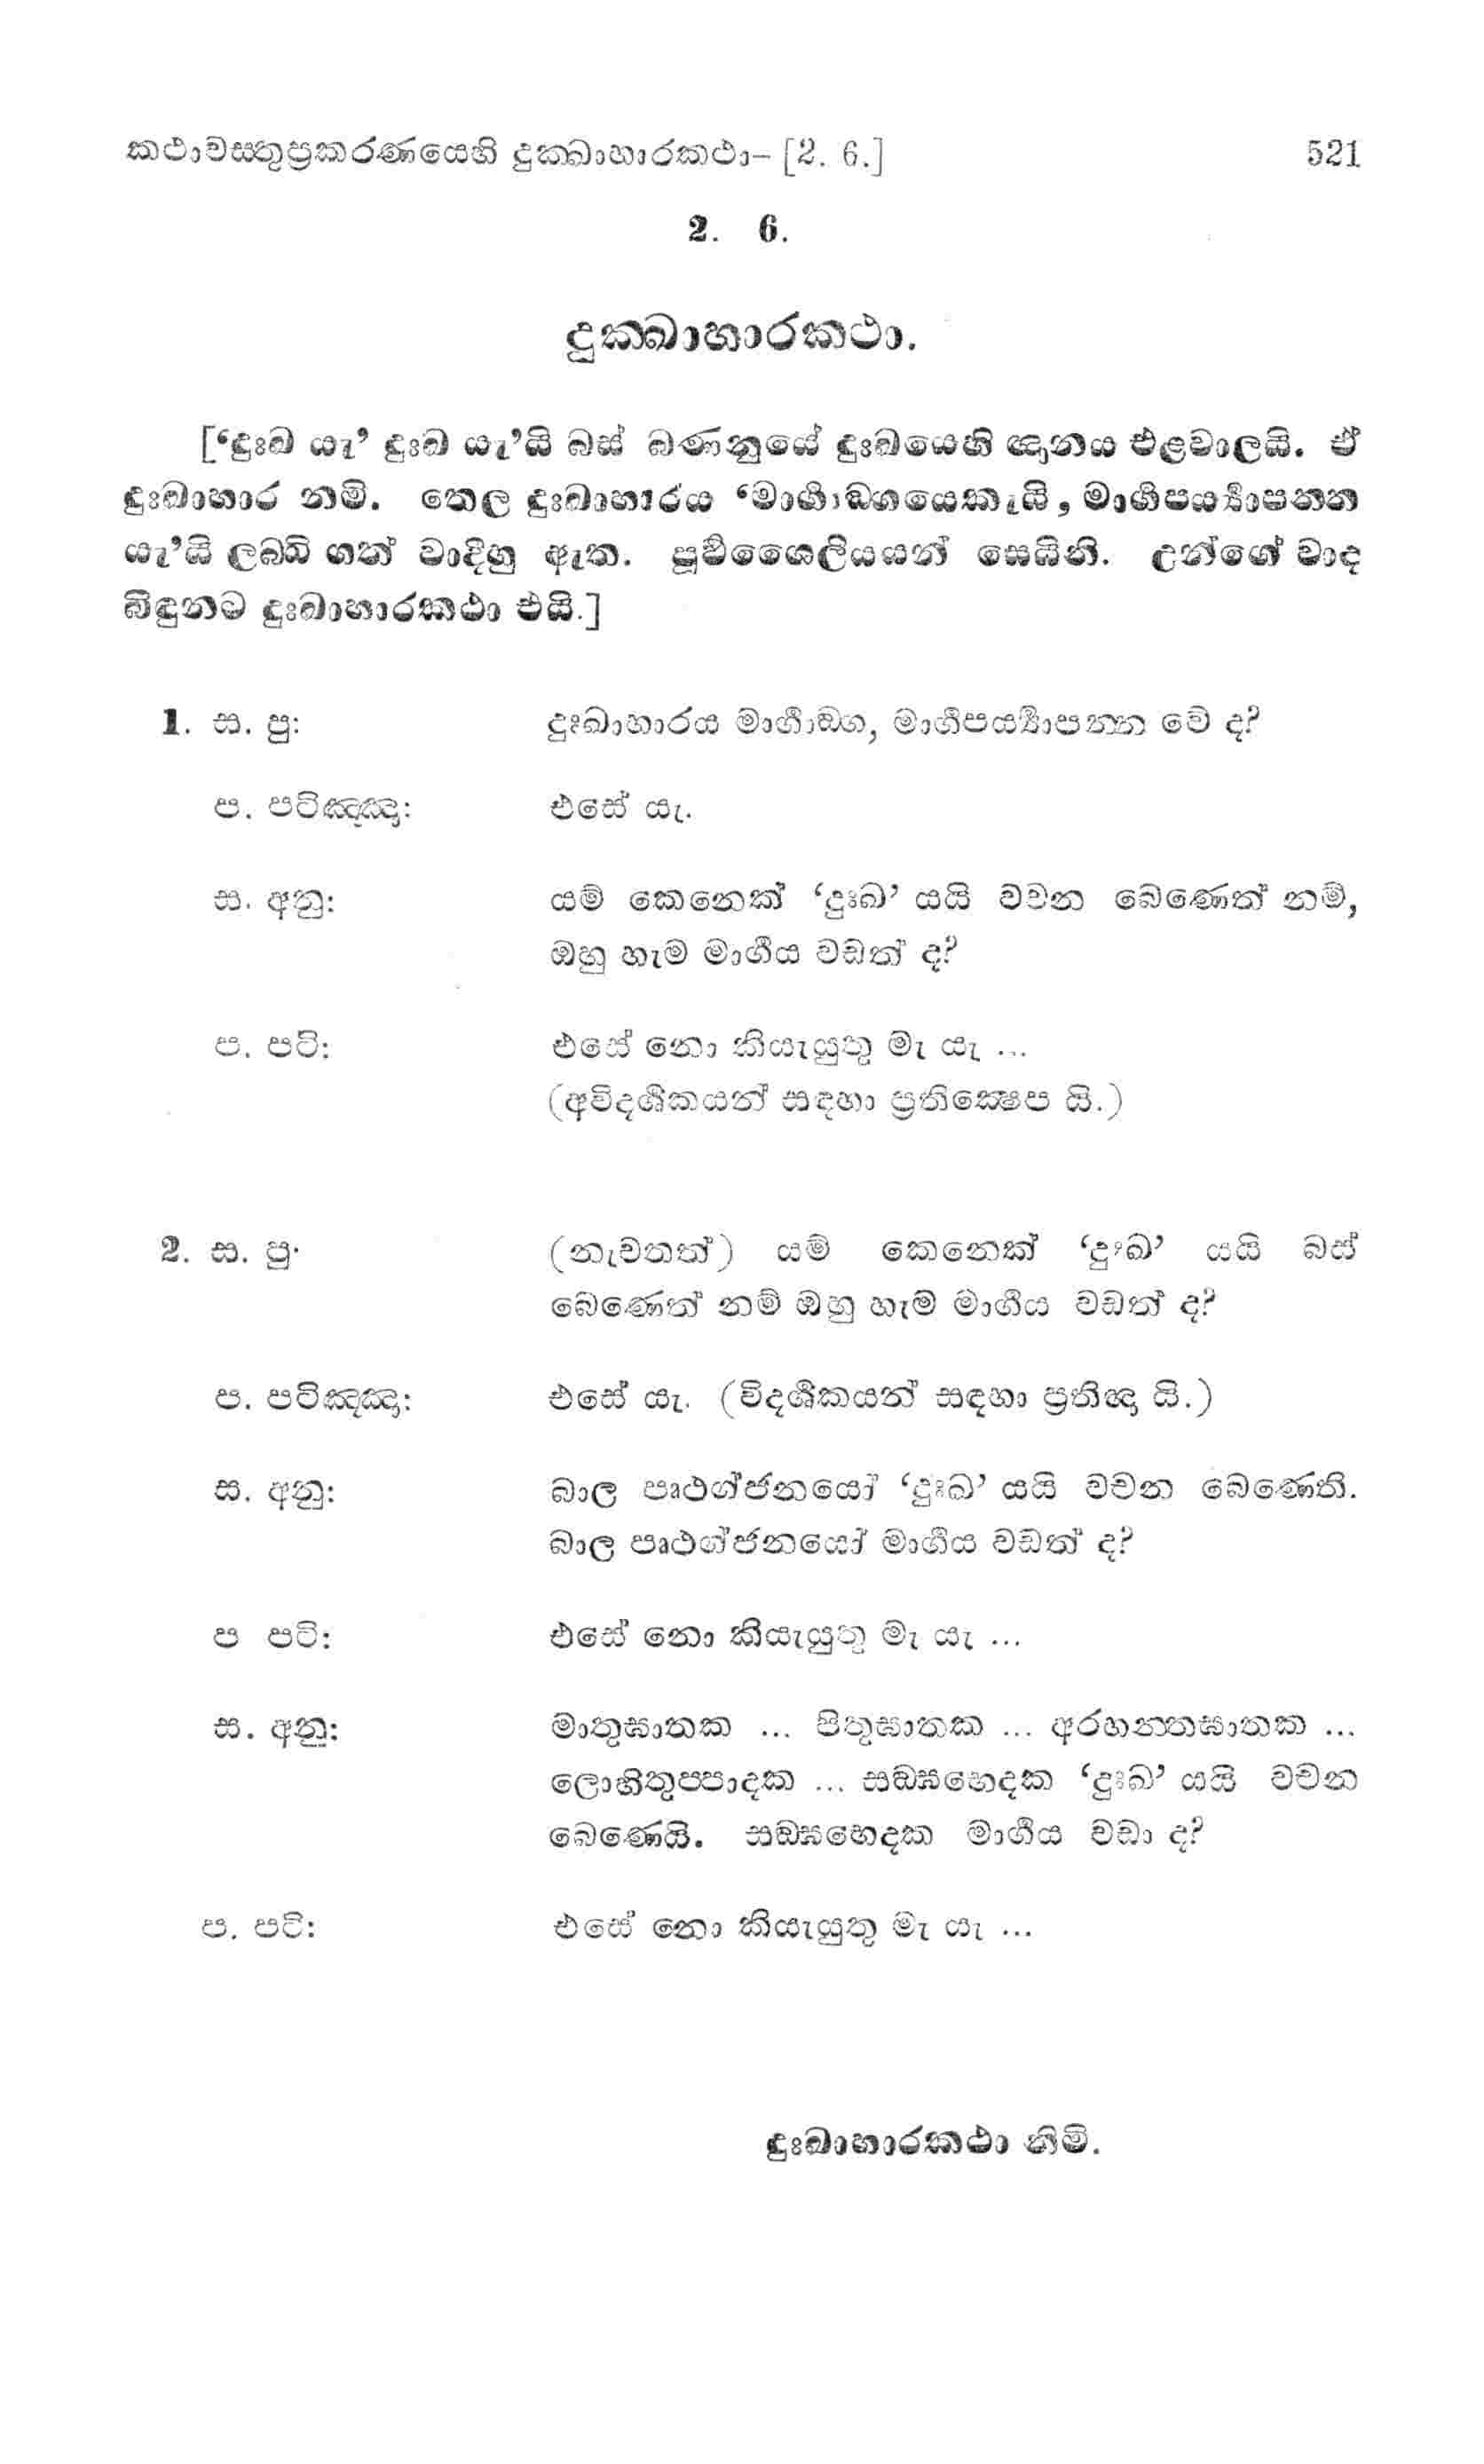 කථාවස්තුප්‍රකරණයෙහි දුක්ඛාහාරකථා– [2. 6.] 521
2. 6.
දුක්ඛාහාරකථා.
[‘දුඃඛ යැ’ දුඃඛ යැ’යි බස් බණනුයේ දුඃඛයෙහි ඥානය එළවාලයි. ඒ
දුඃඛාහාර නමි. තෙල දුඃඛාහාරය ‘මාර්ගාඞ්ගයෙකැයි, මාර්ගපර්‍ය්‍යාපන්න
යැ’යි ලබ්ධි ගත් වාදීහු ඇත. පූර්වශෛලීයයන් සෙයිනි. උන්ගේ වාද
බිඳුනට දුඃඛාහාරකථා එයි.]
1. ස. පු: දුඃඛාහාරය මාර්ගාඞ්ග, මාර්ගපර්‍ය්‍යාපන්න වේ ද?
ප. පටිඤ්ඤා: එසේ යැ.
ස. අනු: යම් කෙනෙක් ‘දුඃඛ’ යයි වචන බෙණෙත් නම්,
ඔහු හැම මාර්ගය වඩත් ද?
ප. පටි: එසේ නො කියැයුතු මැ යැ ...
(අවිදර්ශකයන් සඳහා ප්‍රතික්ෂෙප යි.)
2. ස. පු. (නැවතත්) යම් කෙනෙක් ‘දුඃඛ’ යයි බස්
බෙණෙත් නම් ඔහු හැම මාර්ගය වඩත් ද?
ප. පටිඤ්ඤා: එසේ යැ. (විදර්ශකයන් සඳහා ප්‍රතිඥා යි.)
ස. අනු: බාල පෘථග්ජනයෝ ‘දුඃඛ’ යයි වචන බෙණෙති.
බාල පෘථග්ජනයෝ මාර්ගය වඩත් ද?
ප පටි: එසේ නො කියැයුතු මැ යැ ...
ස. අනු: මාතුඝාතක ... පිතුඝාතක ... අරහන්තඝාතක ...
ලොහිතුප්පාදක ... සඞ්ඝභෙදක ‘දුඃඛ’ යයි වචන
බෙණෙයි. සඞ්ඝභෙදක මාර්ගය වඩා ද?
ප. පටි: එසේ නො කියැයුතු මැ යැ ...
දුඃඛාහාරකථා නිමි.